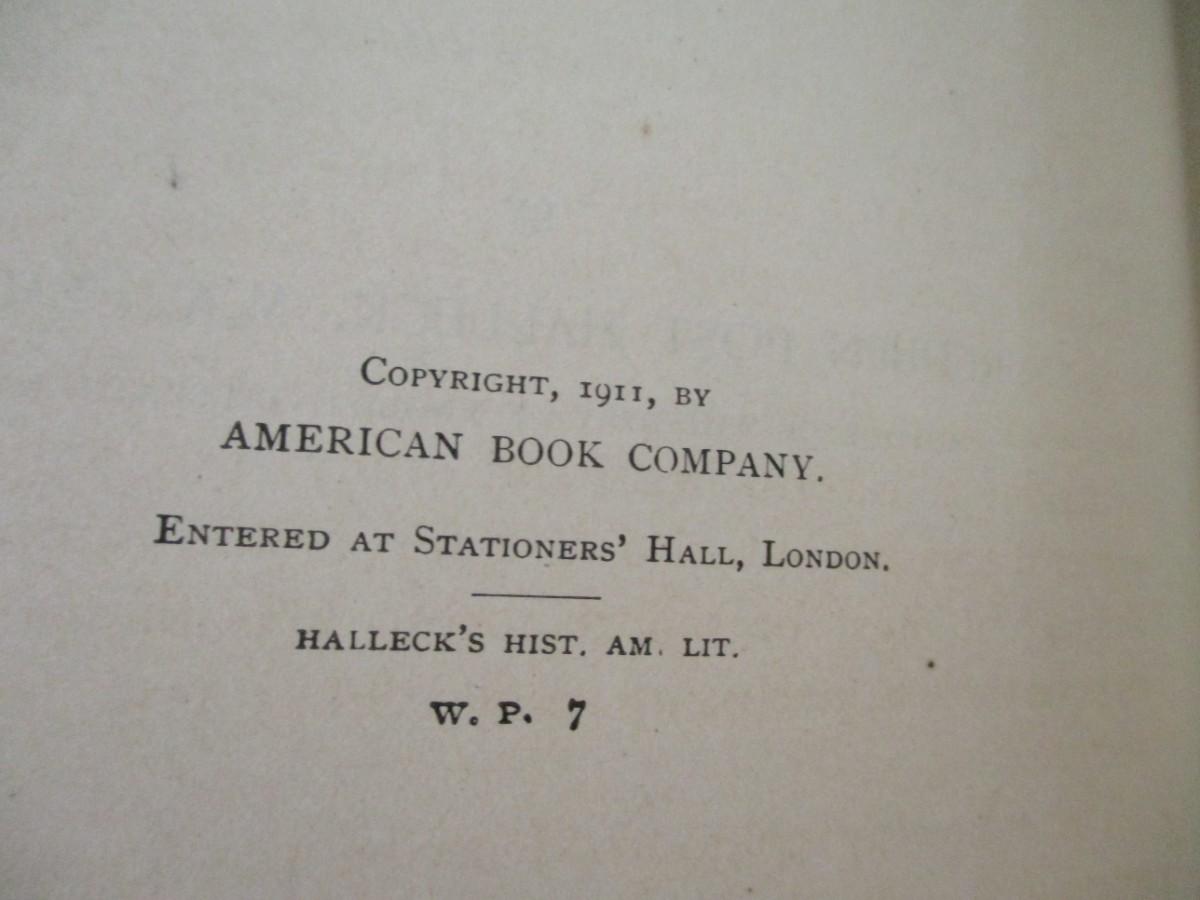 COPYRIGHT, 1911, BY
AMERICAN BOOK COMPANY.
ENTERED AT STATIONERS' HALL, LONDON.
HALLECK'S HIST. AM. LIT.
W. P. 7